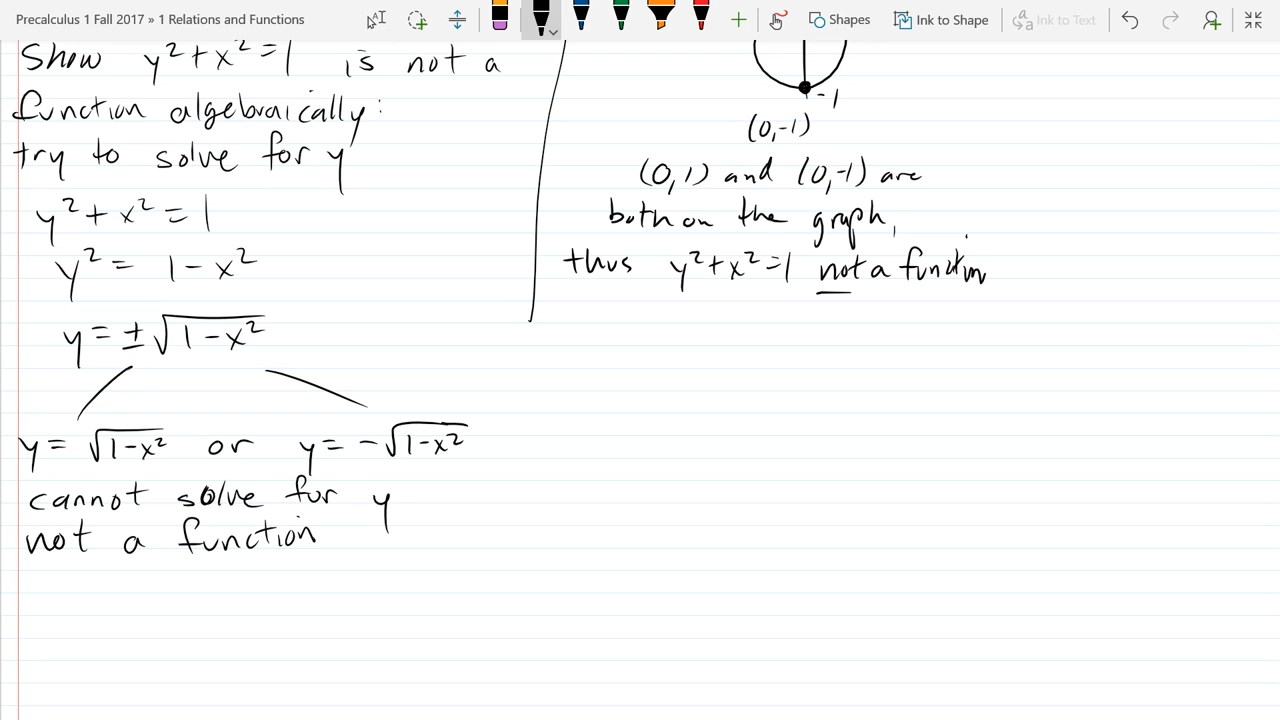 Precalculus 1 Fall 2017 » 1 Relations and Functions
Shapes
Ink to Shape
Ink to Text
Show y²+x²=1 is not a
function algebraically:
try to solve for y
y²+x²=1
y²= 1-x²
y=±√(1-x²)
y= √(1-x²) or y=-√(1-x²)
cannot solve for y
not a function
-1
(0,-1)
(0,1) and (0,-1) are
both on the graph,
thus y²+x²=1 not a function